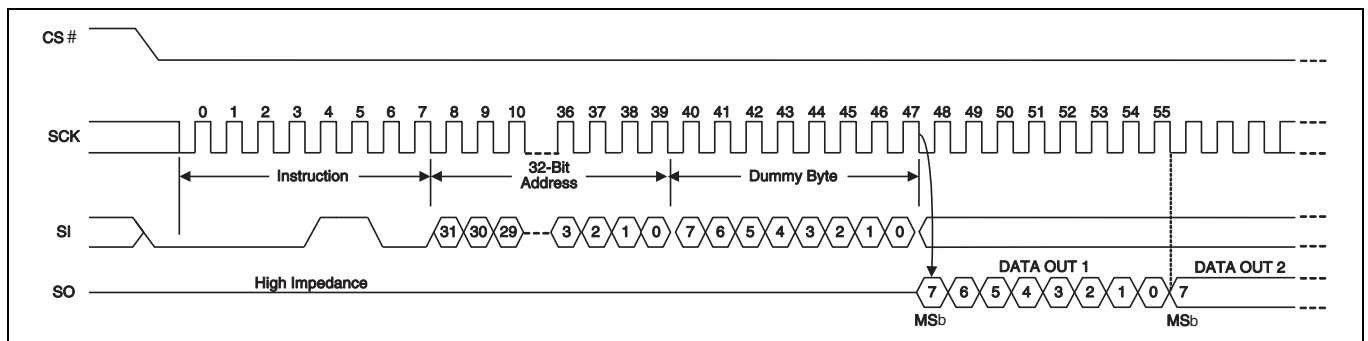 CS #
0 1 2 3 4 5 6 7 8 9 10 36 37 38 39 40 41 42 43 44 45 46 47 48 49 50 51 52 53 54 55
SCK
Instruction
32-Bit
Address
Dummy Byte
SI
31 30 29 3 2 1 0 7 6 5 4 3 2 1 0
DATA OUT 1
DATA OUT 2
High Impedance
SO
7 6 5 4 3 2 1 0 7
MSb
MSb